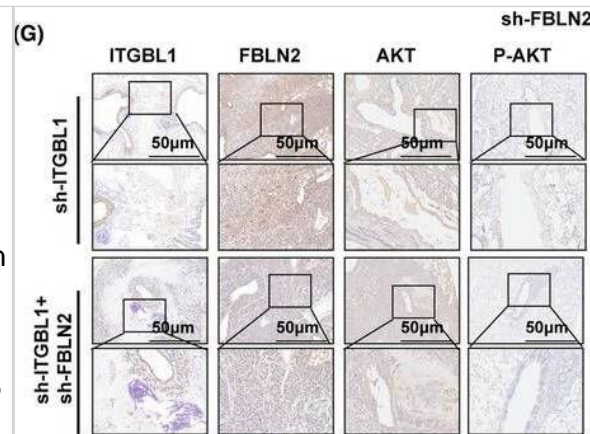 sh-FBLN2
(G)
ITGBL1 FBLN2 AKT P-AKT
sh-ITGBL1
50μm 50μm 50μm 50μm
sh-ITGBL1+
sh-FBLN2
50μm 50μm 50μm 50μm